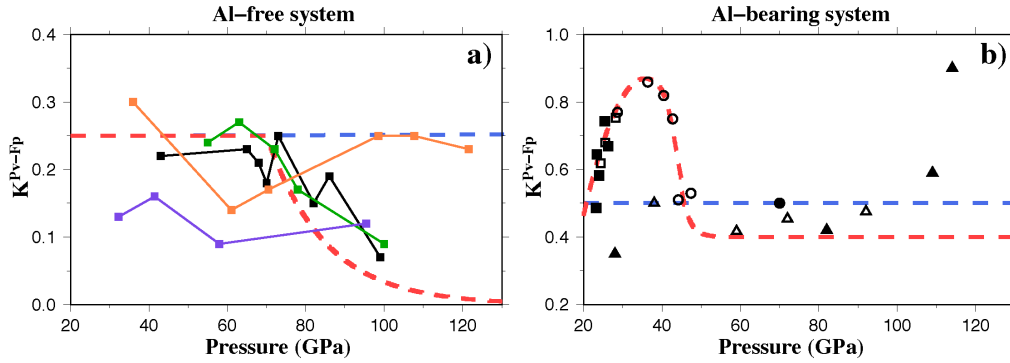 Al−free system
a)
K^Pv−Fp
0.4
0.3
0.2
0.1
0.0
20 40 60 80 100 120
Pressure (GPa)
Al−bearing system
b)
K^Pv−Fp
1.0
0.8
0.6
0.4
0.2
20 40 60 80 100 120
Pressure (GPa)